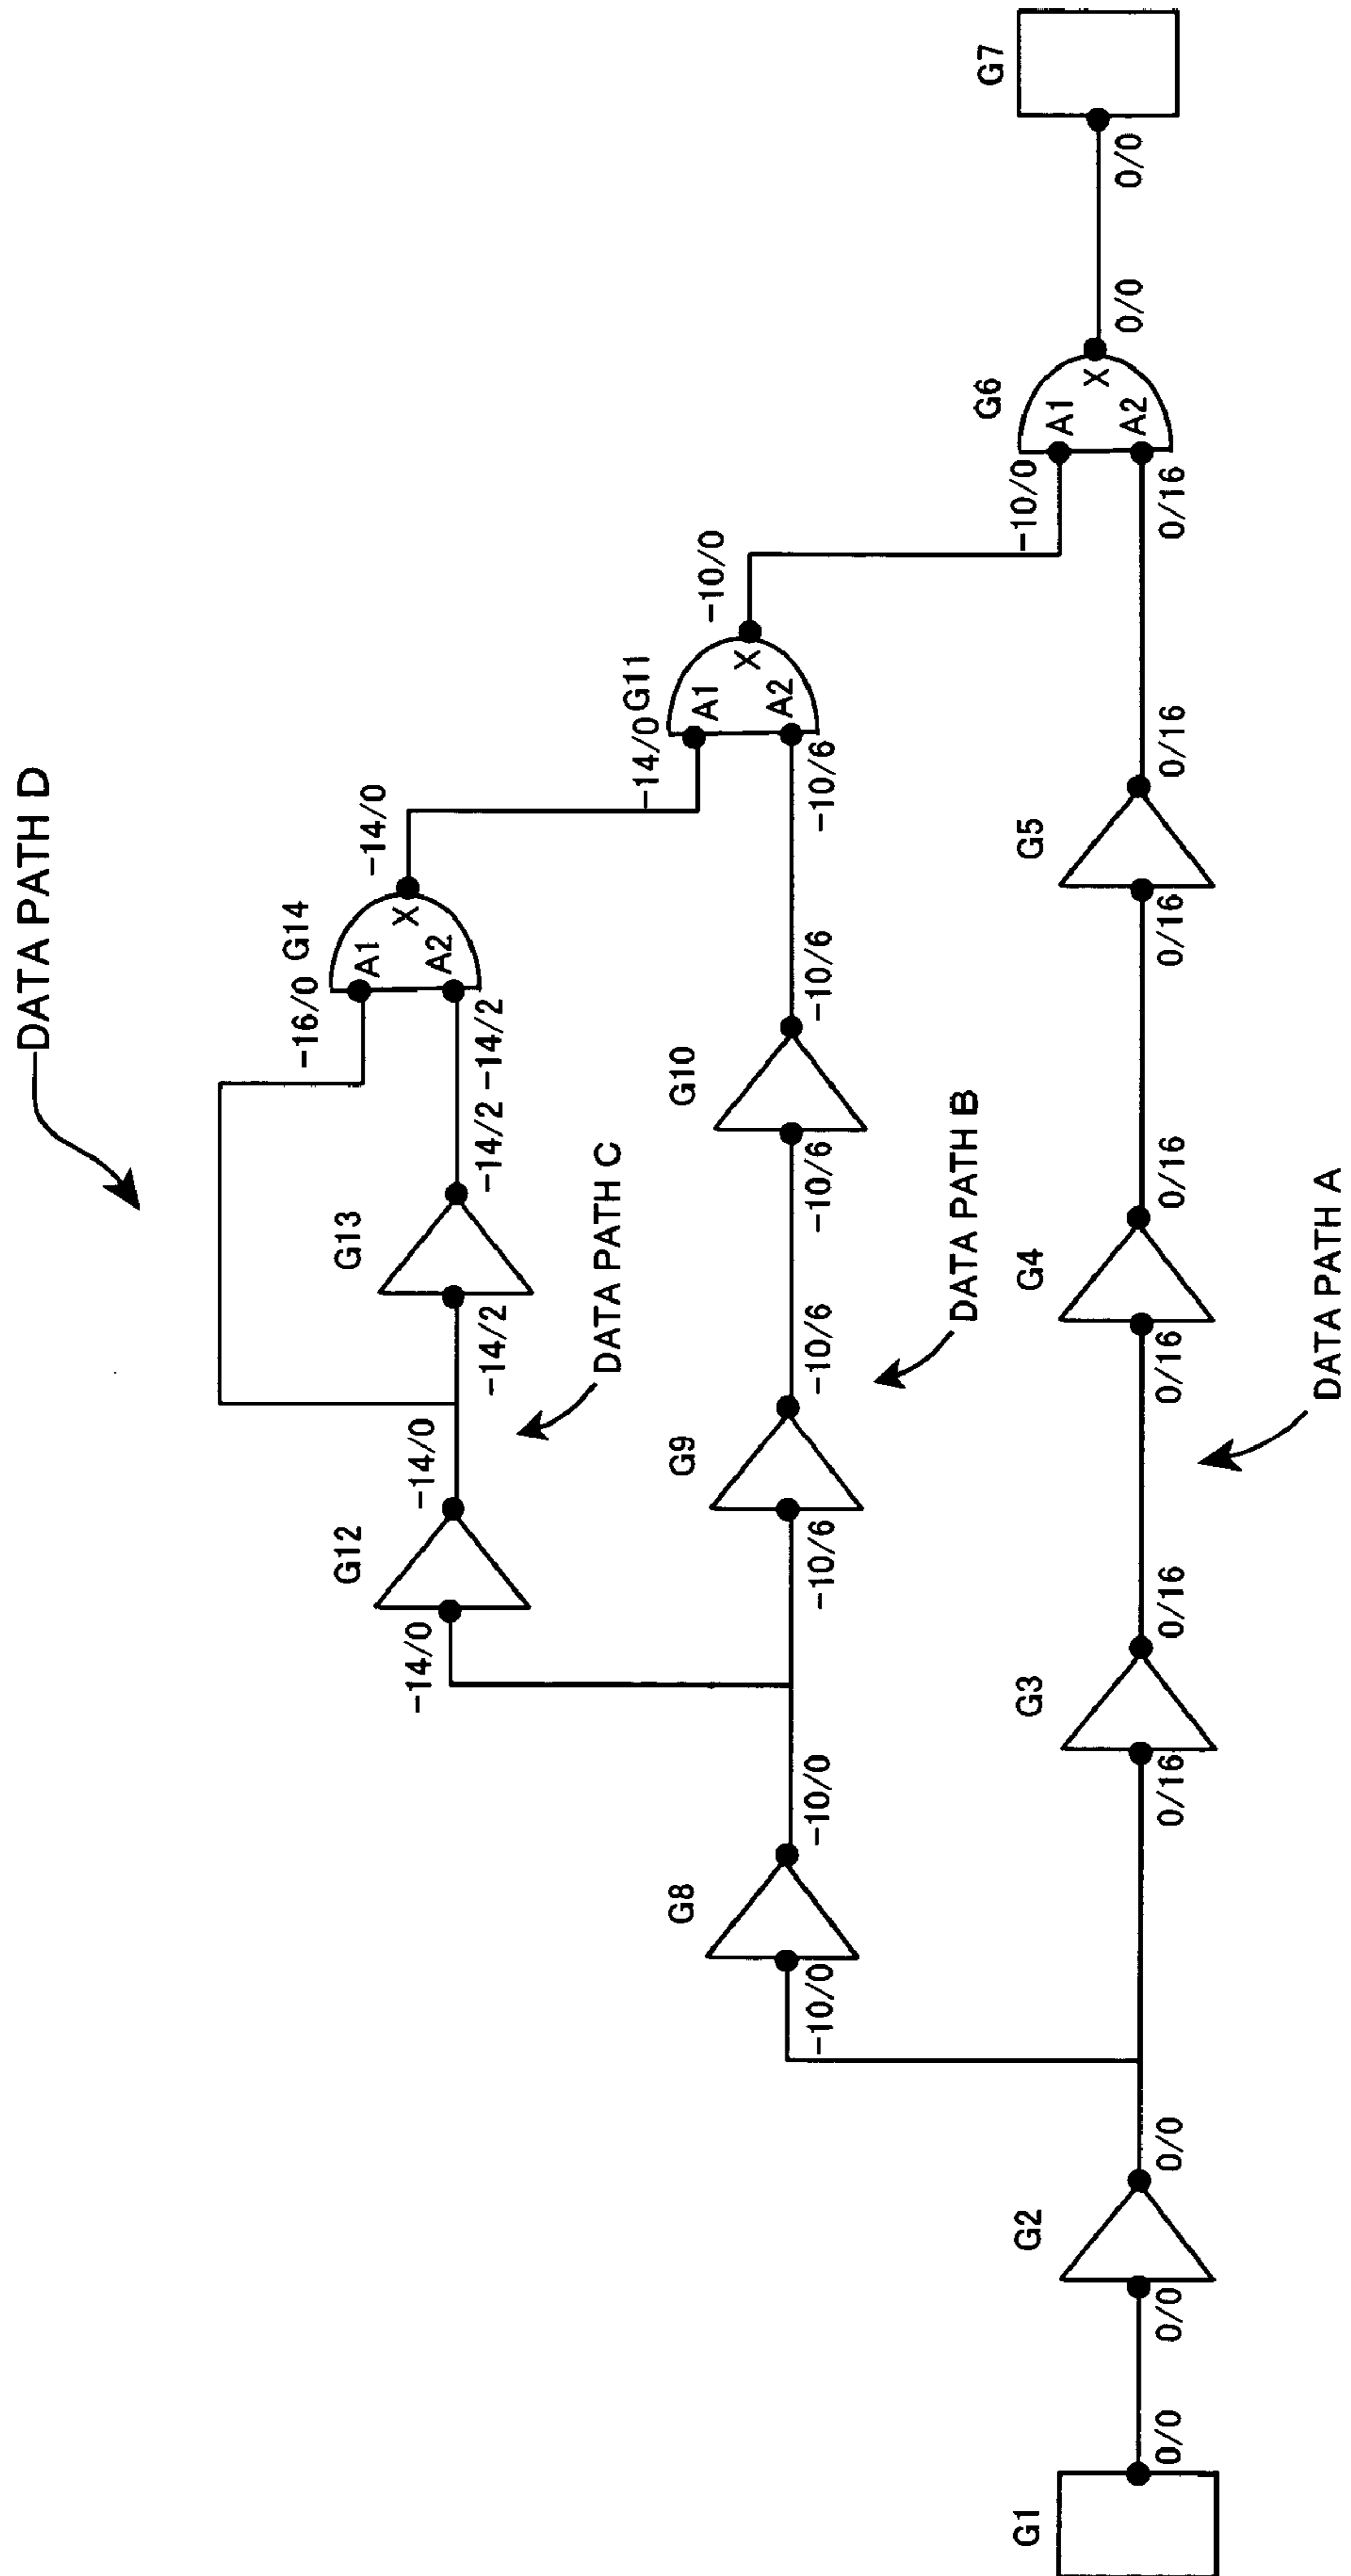 DATA PATH D
G12
-14/0
-14/0
G13
-14/2
-14/2
-14/2
-16/0
G14
A1
A2
X
-14/0
DATA PATH C
G8
-10/0
-10/0
G9
-10/6
-10/6
G10
-10/6
-10/6
-10/6
-14/0
G11
A1
A2
X
-10/0
DATA PATH B
G1
0/0
G2
0/0
0/0
G3
0/16
0/16
G4
0/16
0/16
G5
0/16
0/16
-10/0
0/16
G6
A1
A2
X
0/0
G7
0/0
DATA PATH A